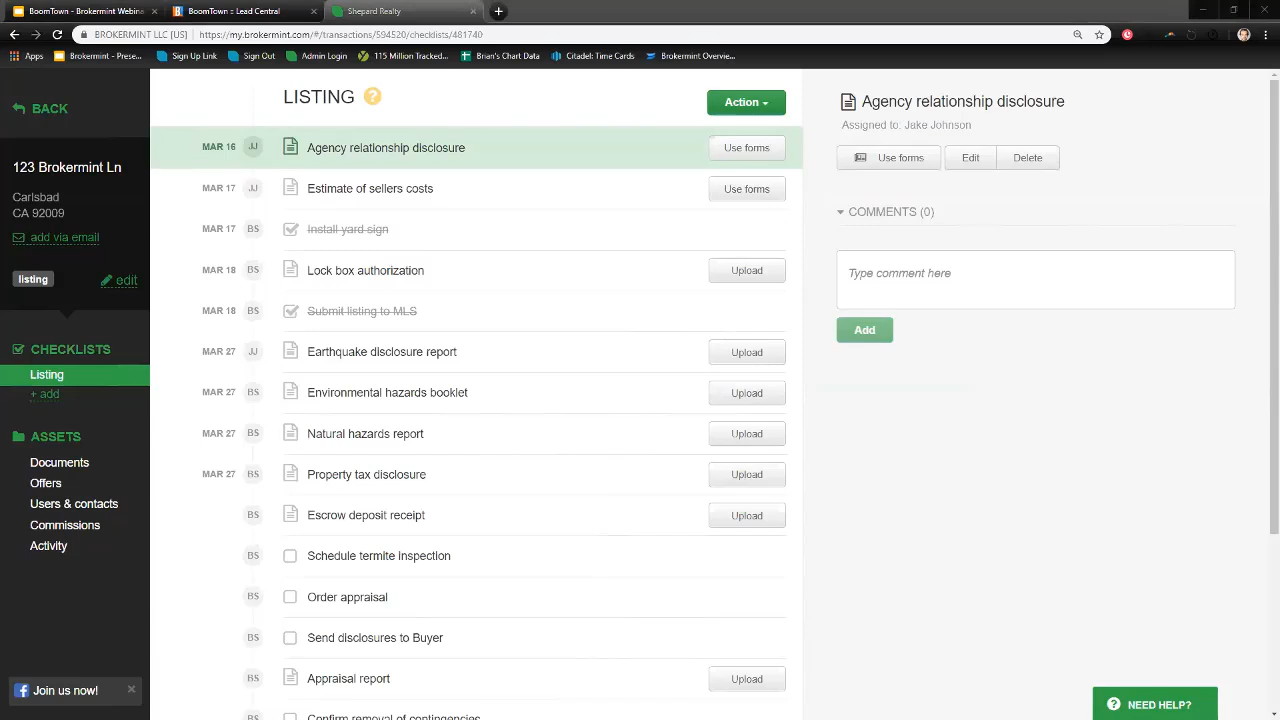 BoomTown - Brokermint Webina
BoomTown :: Lead Central
Shepard Realty
BROKERMINT LLC [US]
https://my.brokermint.com/#/transactions/594520/checklists/481740
Apps
Brokermint - Prese...
Sign Up Link
Sign Out
Admin Login
115 Million Tracked...
Brian's Chart Data
Citadel: Time Cards
Brokermint Overvie...
BACK
123 Brokermint Ln
Carlsbad
CA 92009
add via email
listing
edit
CHECKLISTS
Listing
+ add
ASSETS
Documents
Offers
Users & contacts
Commissions
Activity
Join us now!
LISTING ?
Action
MAR 16 JJ Agency relationship disclosure Use forms
MAR 17 JJ Estimate of sellers costs Use forms
MAR 17 BS Install yard sign
MAR 18 BS Lock box authorization Upload
MAR 18 BS Submit listing to MLS
MAR 27 JJ Earthquake disclosure report Upload
MAR 27 BS Environmental hazards booklet Upload
MAR 27 BS Natural hazards report Upload
MAR 27 BS Property tax disclosure Upload
BS Escrow deposit receipt Upload
BS Schedule termite inspection
BS Order appraisal
BS Send disclosures to Buyer
BS Appraisal report Upload
BS Confirm removal of contingencies
Agency relationship disclosure
Assigned to: Jake Johnson
Use forms
Edit
Delete
COMMENTS (0)
Type comment here
Add
? NEED HELP?